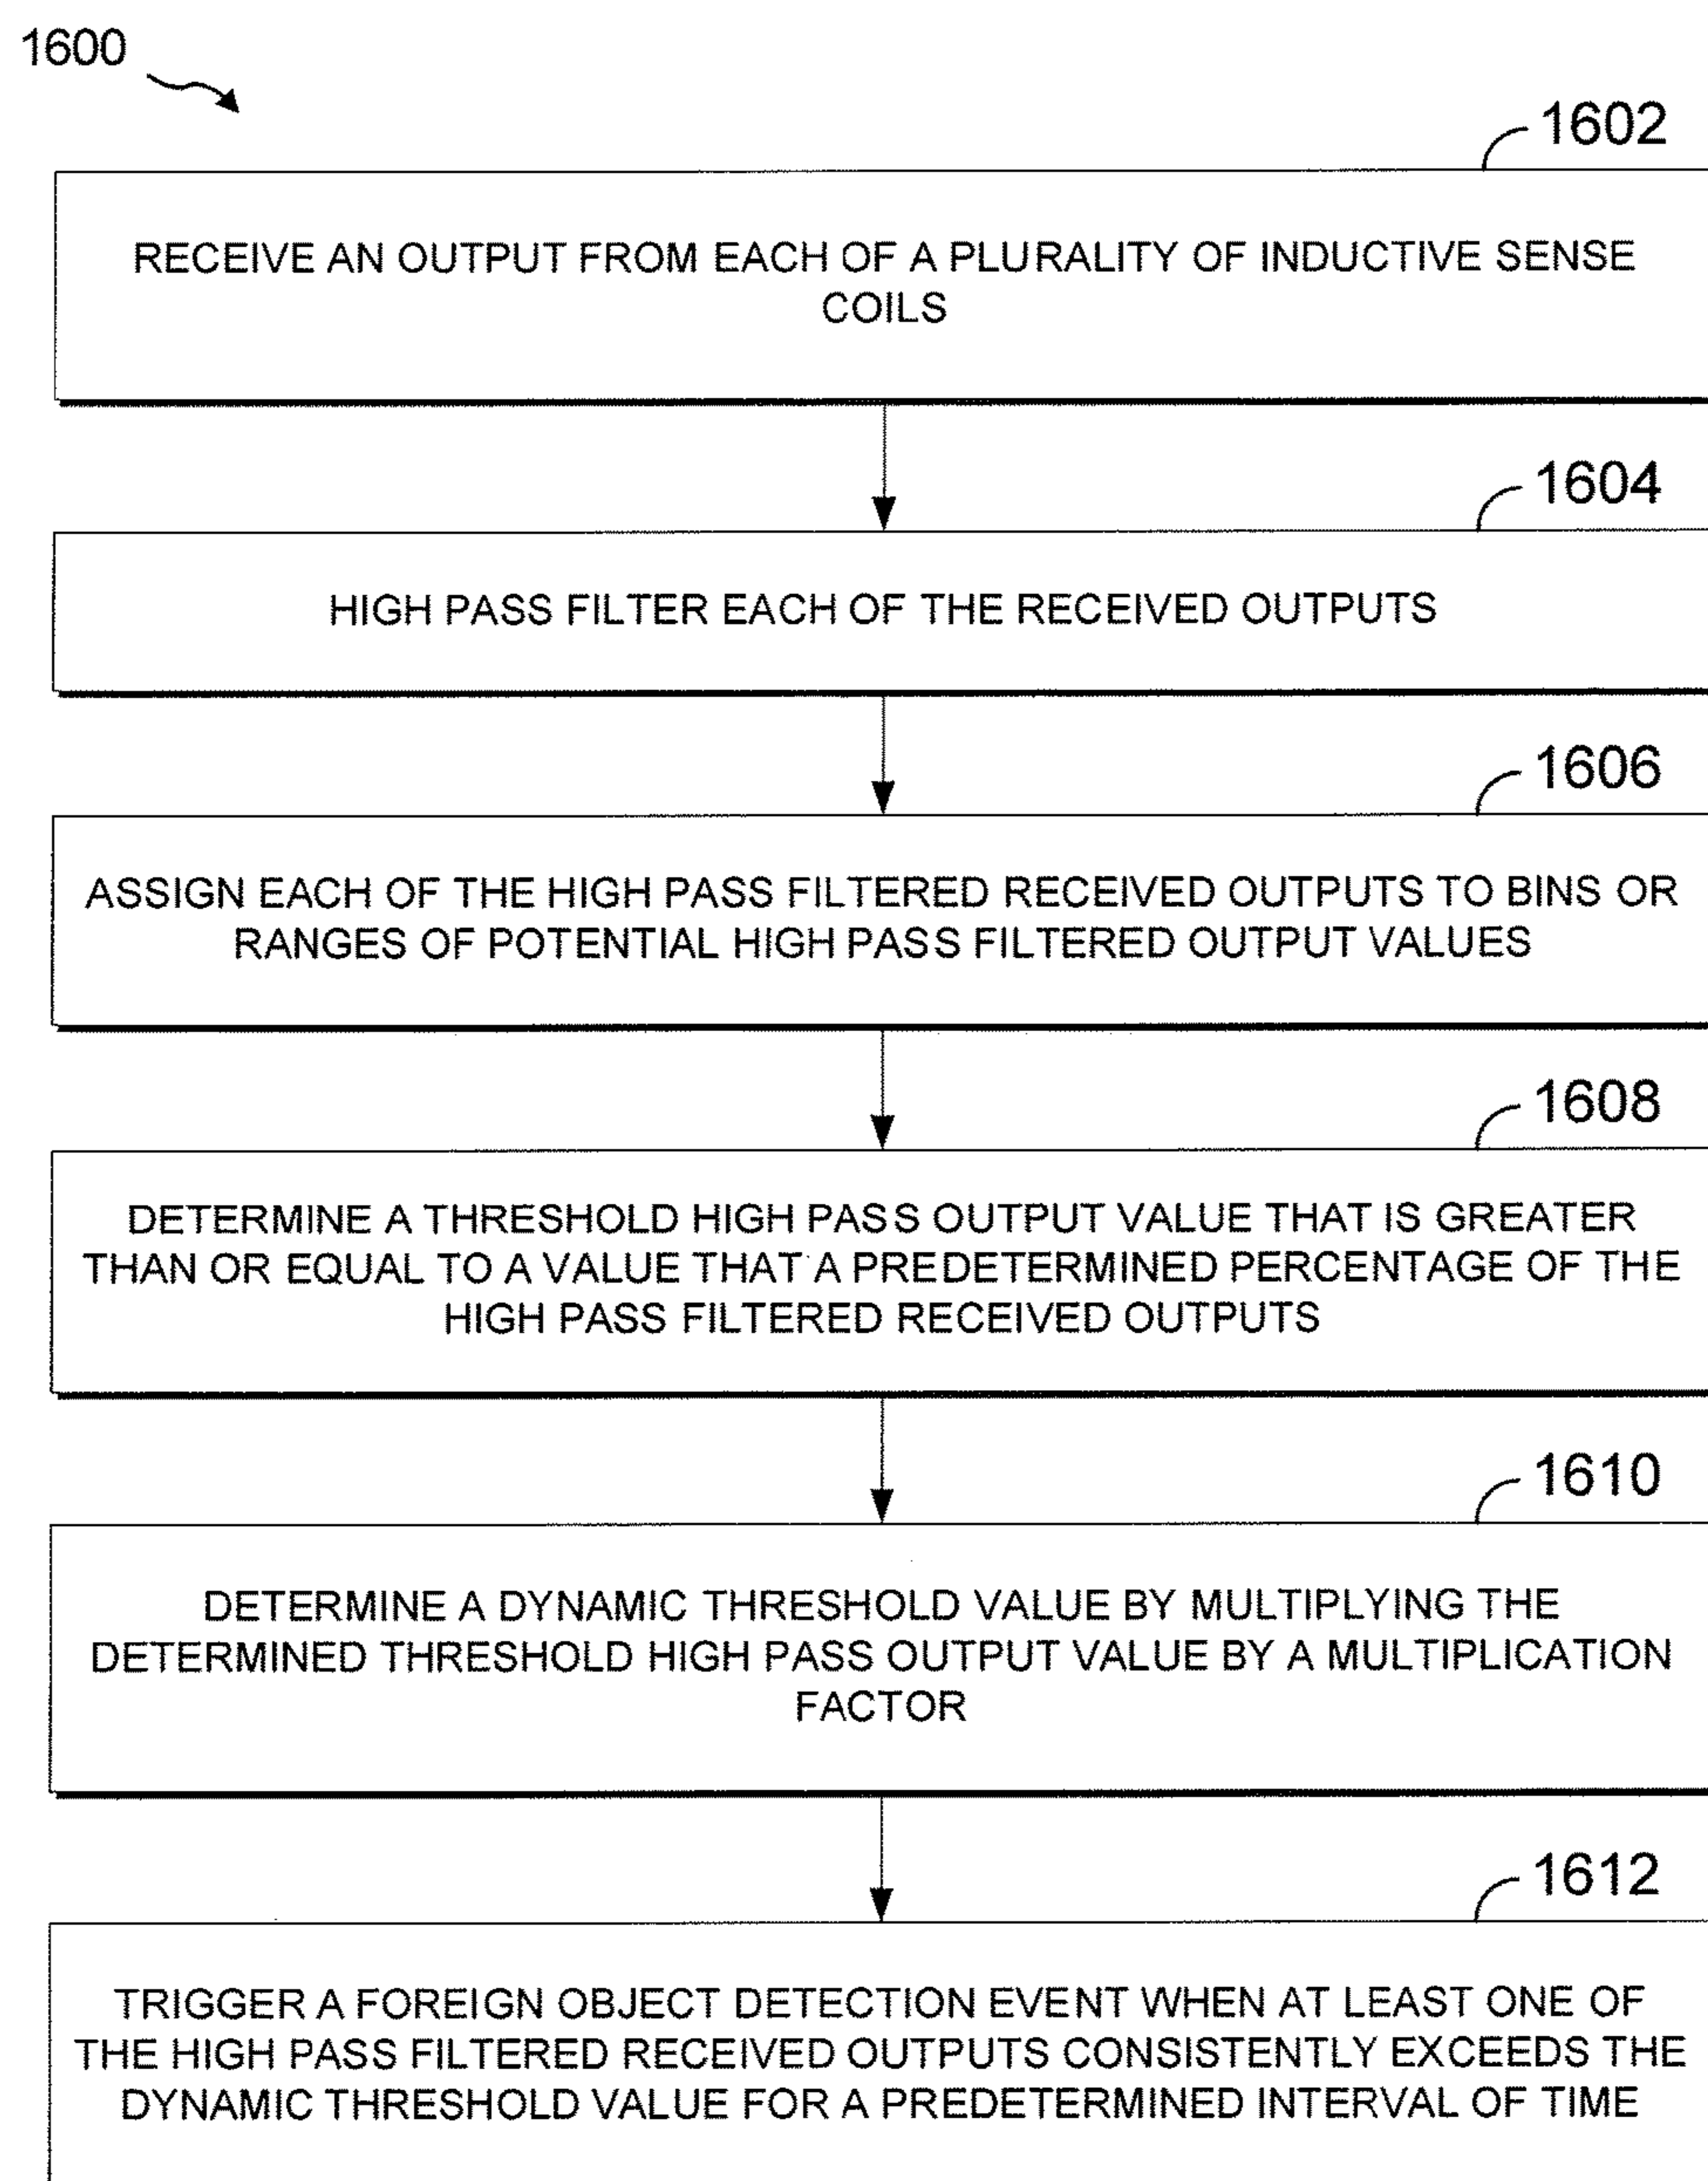 1600
1602
RECEIVE AN OUTPUT FROM EACH OF A PLURALITY OF INDUCTIVE SENSE
COILS
1604
HIGH PASS FILTER EACH OF THE RECEIVED OUTPUTS
1606
ASSIGN EACH OF THE HIGH PASS FILTERED RECEIVED OUTPUTS TO BINS OR
RANGES OF POTENTIAL HIGH PASS FILTERED OUTPUT VALUES
1608
DETERMINE A THRESHOLD HIGH PASS OUTPUT VALUE THAT IS GREATER
THAN OR EQUAL TO A VALUE THAT A PREDETERMINED PERCENTAGE OF THE
HIGH PASS FILTERED RECEIVED OUTPUTS
1610
DETERMINE A DYNAMIC THRESHOLD VALUE BY MULTIPLYING THE
DETERMINED THRESHOLD HIGH PASS OUTPUT VALUE BY A MULTIPLICATION
FACTOR
1612
TRIGGER A FOREIGN OBJECT DETECTION EVENT WHEN AT LEAST ONE OF
THE HIGH PASS FILTERED RECEIVED OUTPUTS CONSISTENTLY EXCEEDS THE
DYNAMIC THRESHOLD VALUE FOR A PREDETERMINED INTERVAL OF TIME